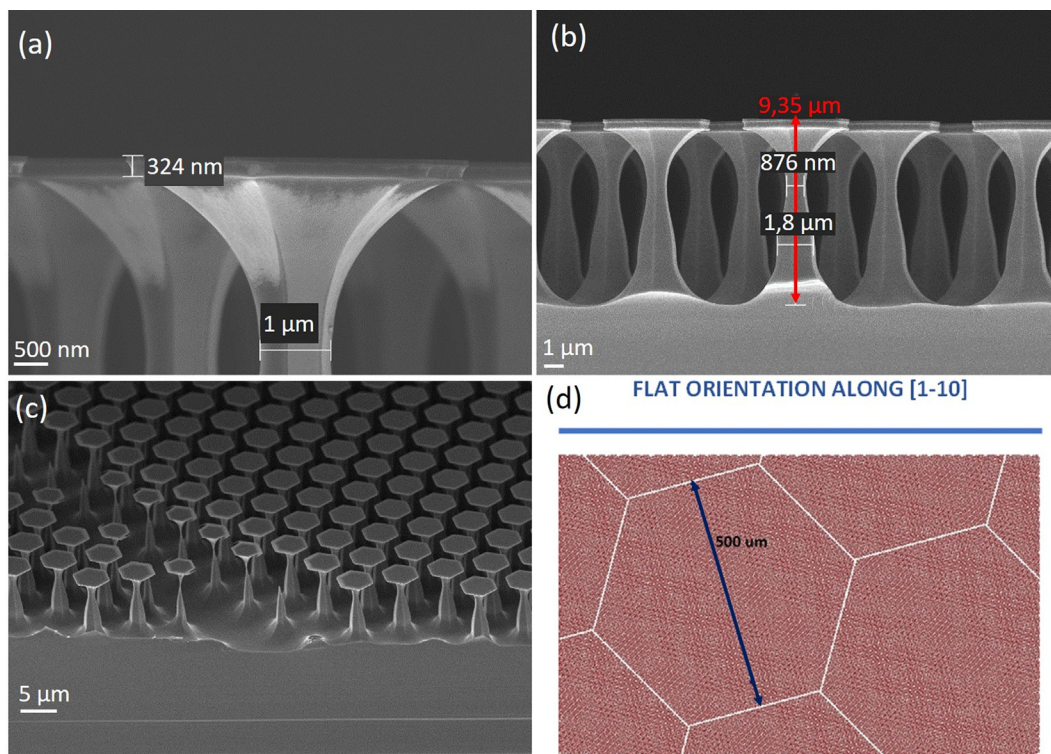 (a)
324 nm
1 μm
500 nm
(b)
9,35 μm
876 nm
1,8 μm
1 μm
(c)
5 μm
(d)
FLAT ORIENTATION ALONG [1-10]
500 um